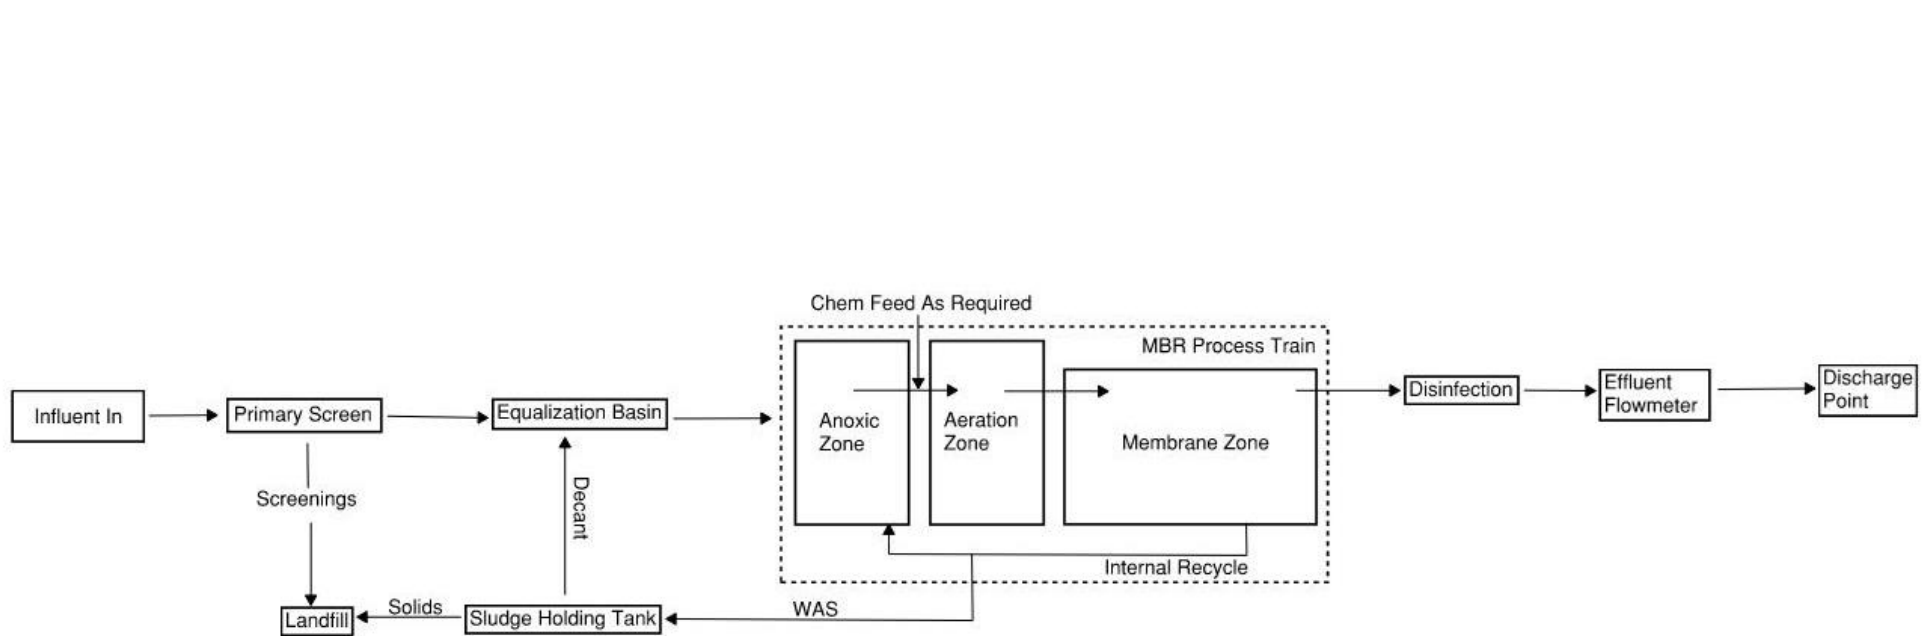 Chem Feed As Required
MBR Process Train
Influent In
Primary Screen
Equalization Basin
Anoxic
Zone
Aeration
Zone
Membrane Zone
Disinfection
Effluent
Flowmeter
Discharge
Point
Screenings
Decant
Internal Recycle
Landfill
Solids
Sludge Holding Tank
WAS